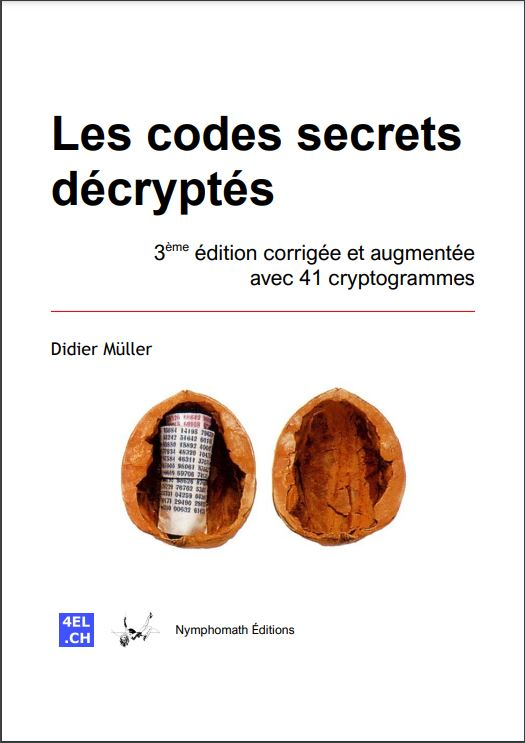 Les codes secrets
décryptés
3ème édition corrigée et augmentée
avec 41 cryptogrammes
Didier Müller
4EL
.CH
Nymphomath Éditions